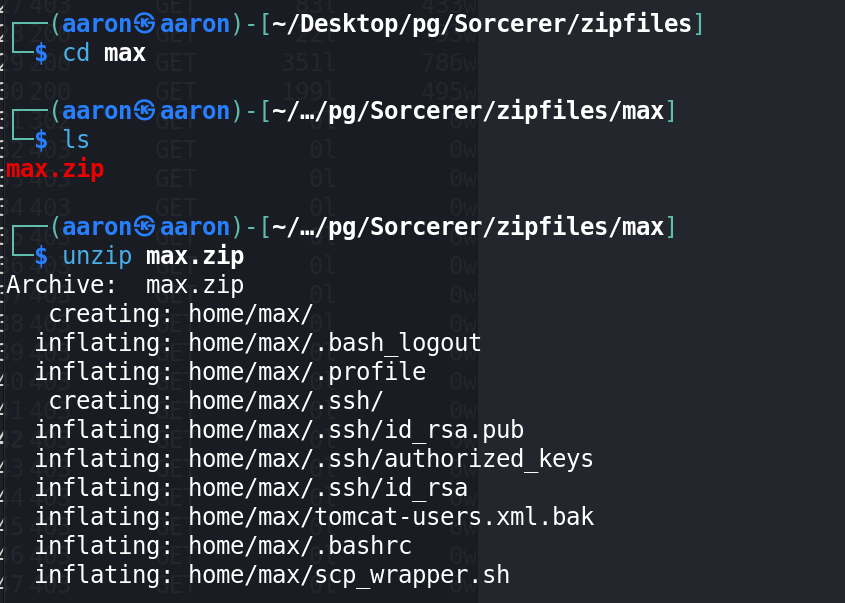 ┌──(aaron㉿aaron)-[~/Desktop/pg/Sorcerer/zipfiles]
└─$ cd max
┌──(aaron㉿aaron)-[~/…/pg/Sorcerer/zipfiles/max]
└─$ ls
max.zip
┌──(aaron㉿aaron)-[~/…/pg/Sorcerer/zipfiles/max]
└─$ unzip max.zip
Archive:  max.zip
   creating: home/max/
  inflating: home/max/.bash_logout
  inflating: home/max/.profile
   creating: home/max/.ssh/
  inflating: home/max/.ssh/id_rsa.pub
  inflating: home/max/.ssh/authorized_keys
  inflating: home/max/.ssh/id_rsa
  inflating: home/max/tomcat-users.xml.bak
  inflating: home/max/.bashrc
  inflating: home/max/scp_wrapper.sh